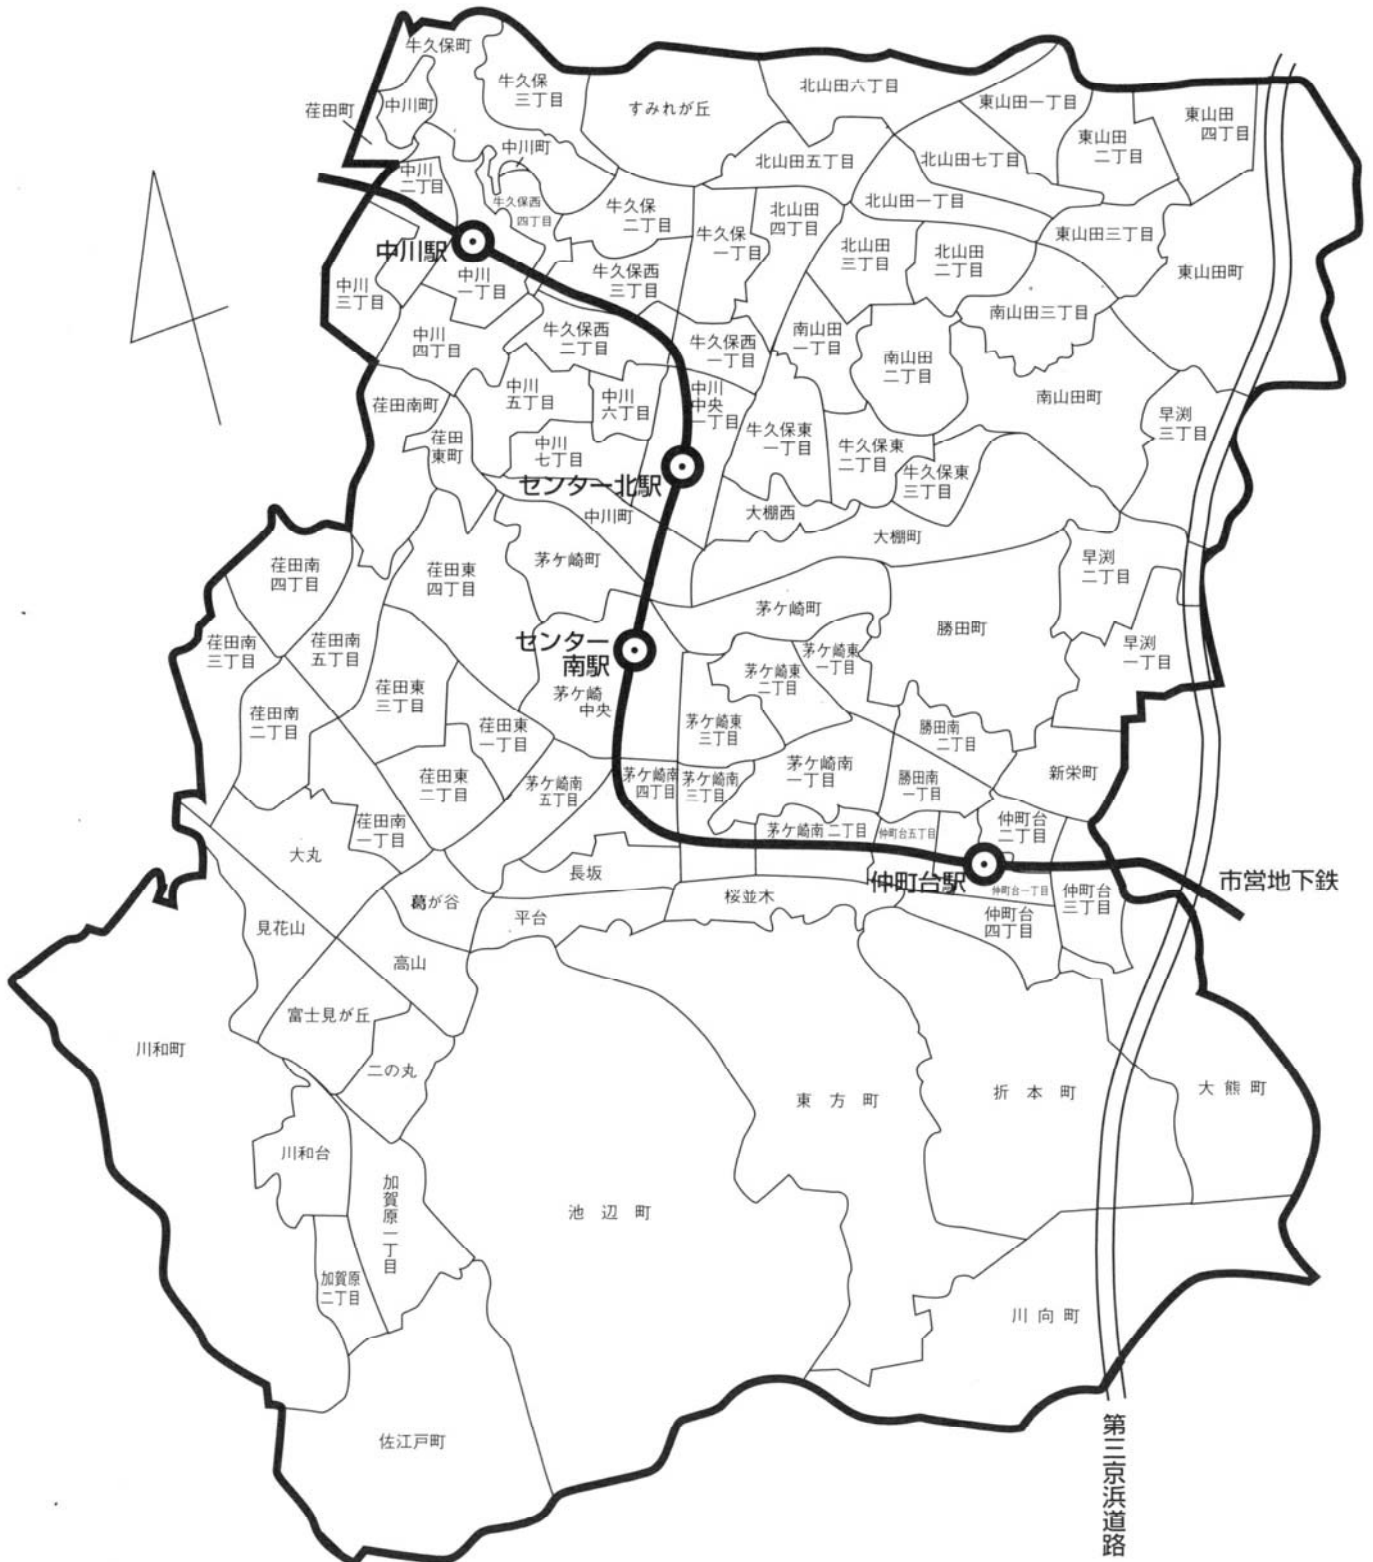 牛久保町
牛久保
三丁目
すみれが丘
北山田六丁目
東山田一丁目
東山田
二丁目
東山田
四丁目
荏田町
中川町
中川町
北山田五丁目
北山田七丁目
中川
二丁目
牛久保西
四丁目
牛久保
二丁目
牛久保
一丁目
北山田
四丁目
北山田一丁目
北山田
三丁目
北山田
二丁目
東山田三丁目
東山田町
中川駅
中川
一丁目
中川
三丁目
牛久保西
三丁目
中川
四丁目
牛久保西
二丁目
牛久保西
一丁目
南山田
一丁目
南山田
二丁目
南山田三丁目
荏田南町
中川
五丁目
中川
六丁目
中川
中央
一丁目
南山田町
早渕
三丁目
荏田
東町
中川
七丁目
牛久保東
一丁目
牛久保東
二丁目
牛久保東
三丁目
センター北駅
中川町
大棚西
大棚町
荏田南
四丁目
荏田東
四丁目
茅ケ崎町
早渕
二丁目
茅ケ崎町
勝田町
荏田南
三丁目
荏田南
五丁目
センター
南駅
茅ケ崎東
一丁目
茅ケ崎東
二丁目
早渕
一丁目
荏田東
三丁目
茅ケ崎
中央
荏田南
二丁目
荏田東
一丁目
茅ケ崎東
三丁目
勝田南
二丁目
荏田東
二丁目
茅ケ崎南
五丁目
茅ケ崎南
四丁目
茅ケ崎南
三丁目
茅ケ崎南
一丁目
勝田南
一丁目
新栄町
荏田南
一丁目
茅ケ崎南二丁目
仲町台五丁目
仲町台
二丁目
大丸
長坂
仲町台駅
仲町台一丁目
仲町台
三丁目
市営地下鉄
葛が谷
平台
桜並木
仲町台
四丁目
見花山
高山
富士見が丘
川和町
二の丸
東方町
折本町
大熊町
川和台
加賀原一丁目
池辺町
加賀原
二丁目
川向町
佐江戸町
第三京浜道路